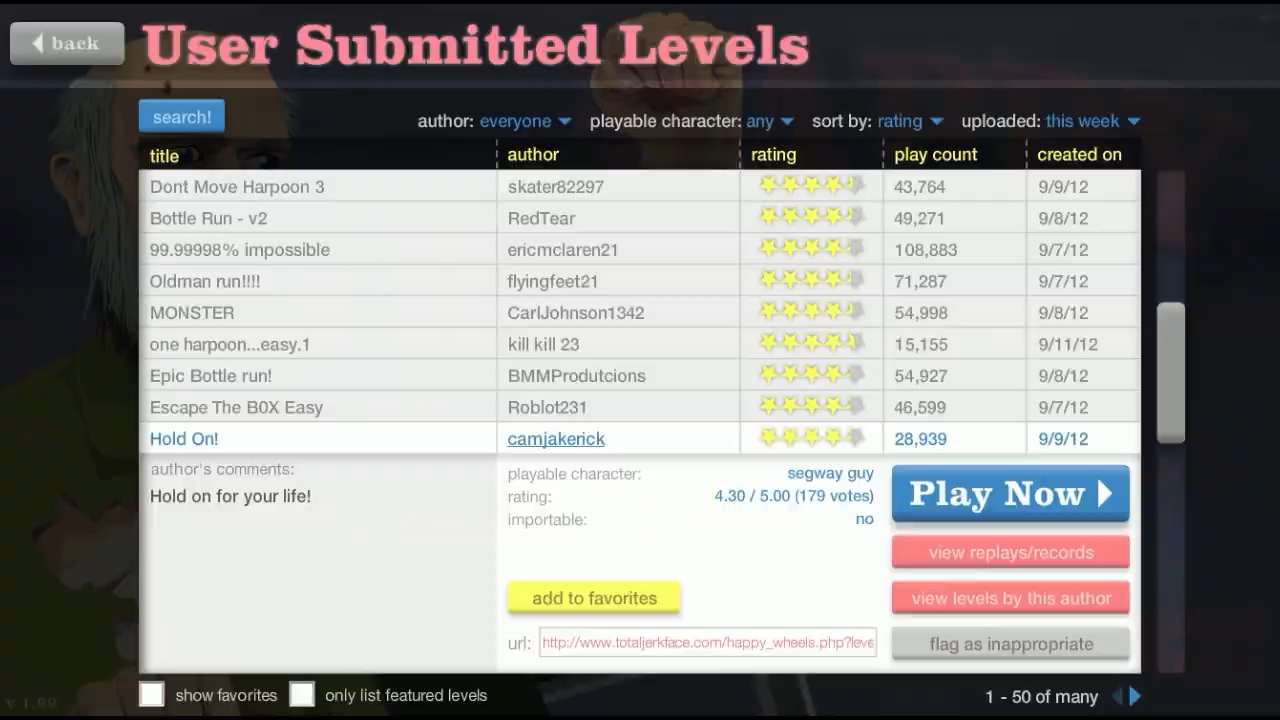 back
User Submitted Levels
search!
author: everyone playable character: any sort by: rating uploaded: this week
title author rating play count created on
Dont Move Harpoon 3 skater82297 43,764 9/9/12
Bottle Run - v2 RedTear 49,271 9/8/12
99.99998% impossible ericmclaren21 108,883 9/7/12
Oldman run!!!! flyingfeet21 71,287 9/7/12
MONSTER CarlJohnson1342 54,998 9/8/12
one harpoon...easy.1 kill kill 23 15,155 9/11/12
Epic Bottle run! BMMProdutcions 54,927 9/8/12
Escape The B0X Easy Roblot231 46,599 9/7/12
Hold On! camjakerick 28,939 9/9/12
author's comments:
Hold on for your life!
playable character: segway guy
rating: 4.30 / 5.00 (179 votes)
importable: no
add to favorites
url: http://www.totaljerkface.com/happy_wheels.php?leve
Play Now
view replays/records
view levels by this author
flag as inappropriate
show favorites only list featured levels
1 - 50 of many